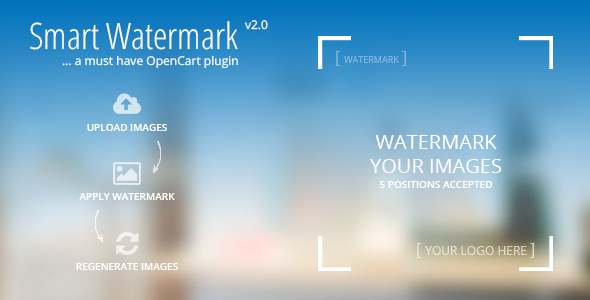 Smart Watermark v2.0
... a must have OpenCart plugin
UPLOAD IMAGES
APPLY WATERMARK
REGENERATE IMAGES
[ WATERMARK ]
WATERMARK
YOUR IMAGES
5 POSITIONS ACCEPTED
[ YOUR LOGO HERE ]